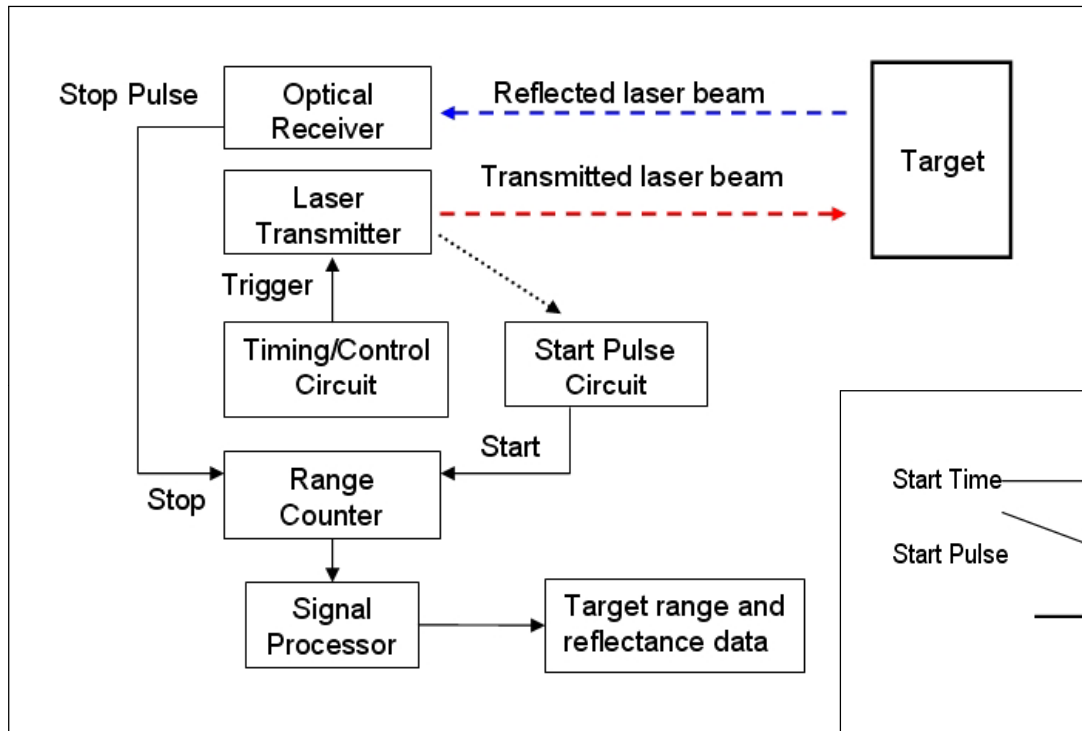 Stop Pulse
Optical
Receiver
Reflected laser beam
Target
Laser
Transmitter
Transmitted laser beam
Trigger
Timing/Control
Circuit
Start Pulse
Circuit
Start
Stop
Range
Counter
Signal
Processor
Target range and
reflectance data
Start Time
Start Pulse